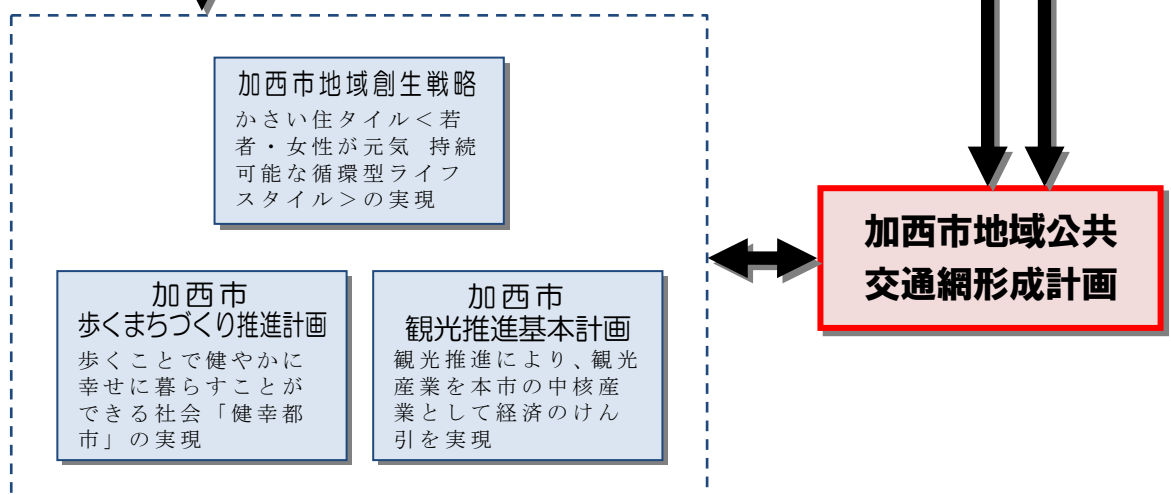 加西市地域創生戦略
かさい住タイル＜若
者・女性が元気 持続
可能な循環型ライフ
スタイル＞の実現
加西市
歩くまちづくり推進計画
歩くことで健やかに
幸せに暮らすことが
できる社会「健幸都
市」の実現
加西市
観光推進基本計画
観光推進により、観光
産業を本市の中核産
業として経済のけん
引を実現
加西市地域公共
交通網形成計画